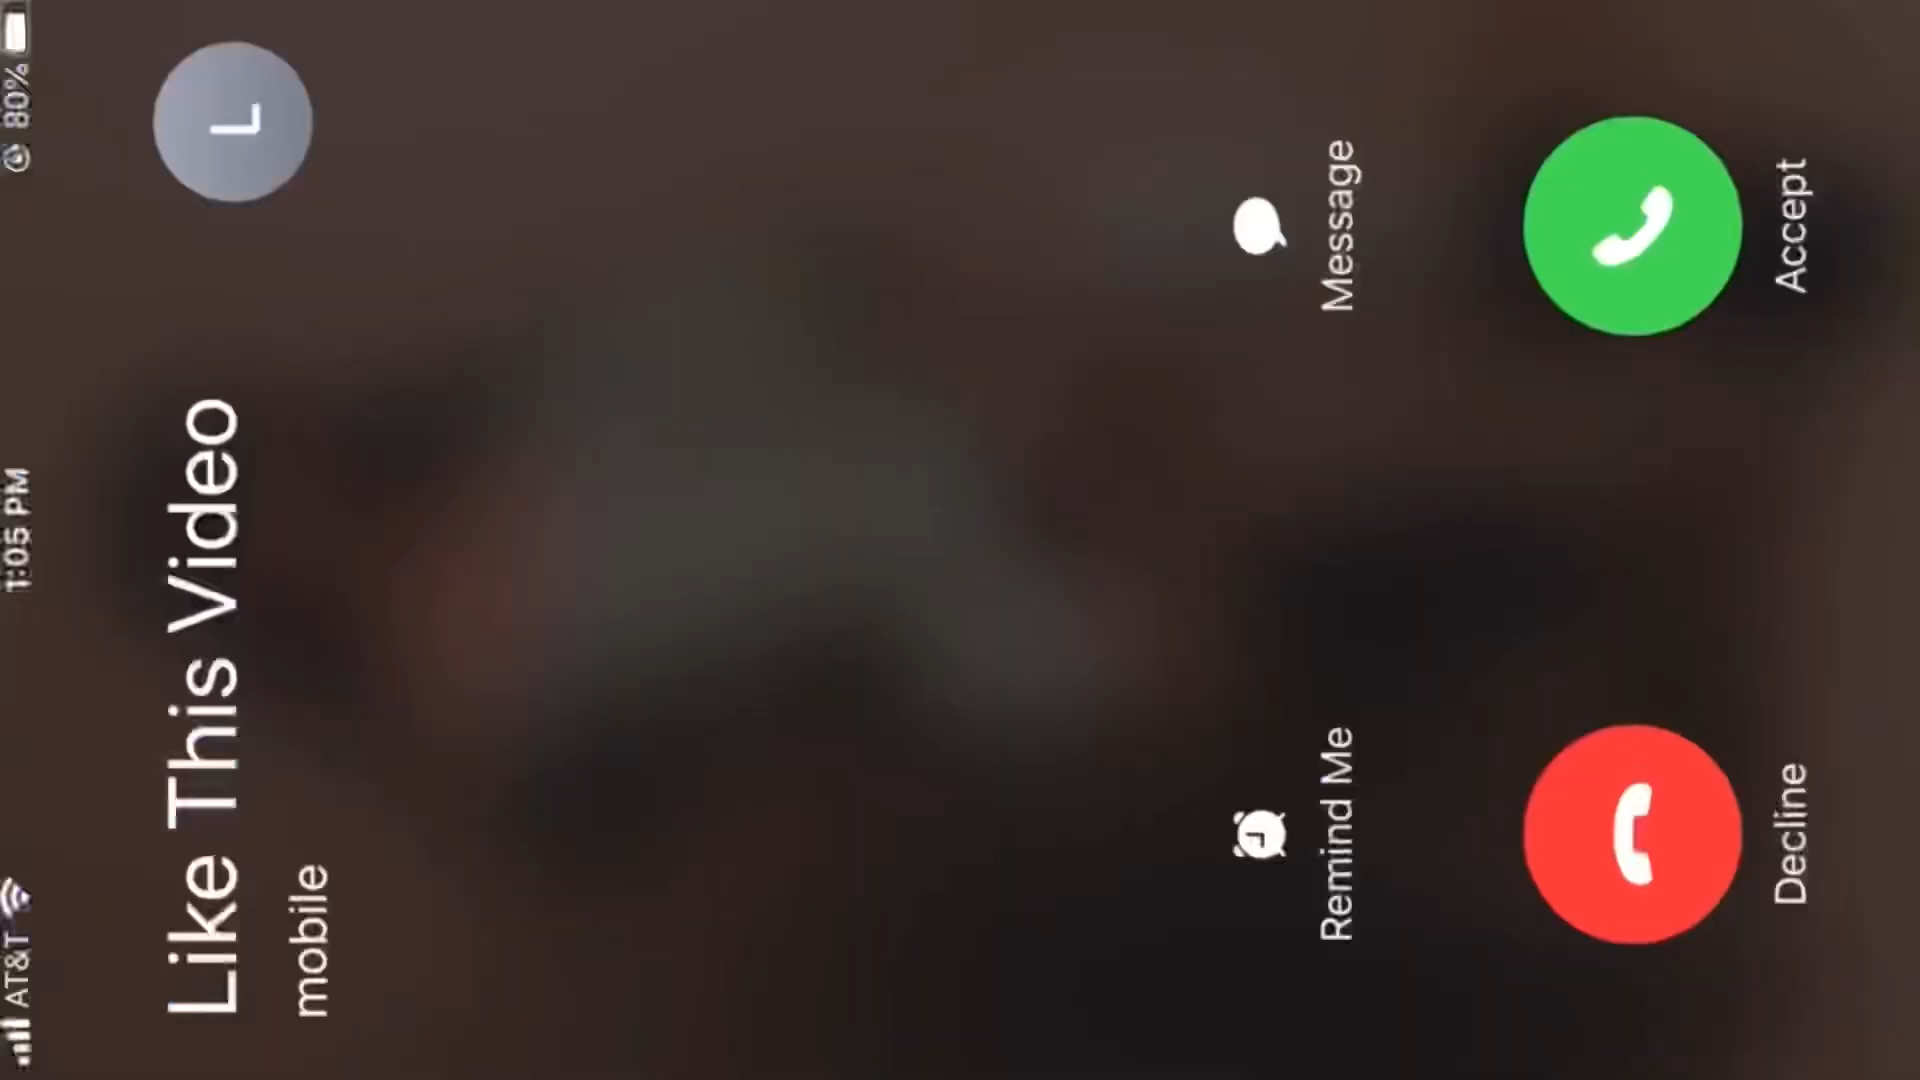 AT&T 1:05 PM 80%
Like This Video
mobile
L
Remind Me Message
Decline Accept